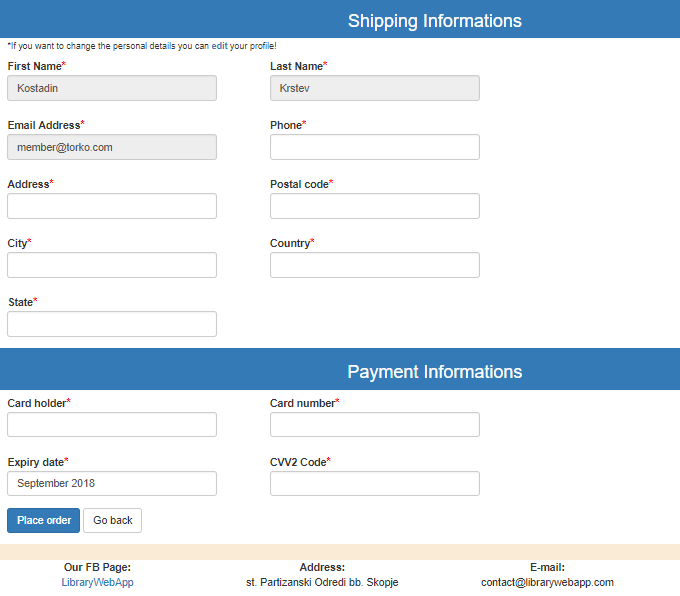 Shipping Informations
*If you want to change the personal details you can edit your profile!
First Name* Last Name*
Kostadin Krstev
Email Address* Phone*
member@torko.com
Address* Postal code*
City* Country*
State*
Payment Informations
Card holder* Card number*
Expiry date* CVV2 Code*
September 2018
Place order Go back
Our FB Page: Address: E-mail:
LibraryWebApp st. Partizanski Odredi bb. Skopje contact@librarywebapp.com